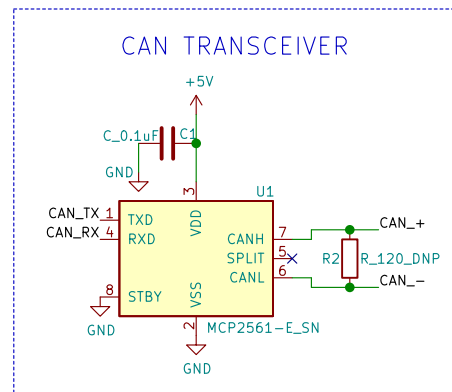 CAN TRANSCEIVER
+5V
C_0.1uF C1
GND
3
U1
CAN_TX 1 TXD
CAN_RX 4 RXD
VDD
CANH 7
CAN_+
SPLIT 5
R2 R_120_DNP
CANL 6
CAN_-
8 STBY
VSS
GND
2
MCP2561-E_SN
GND